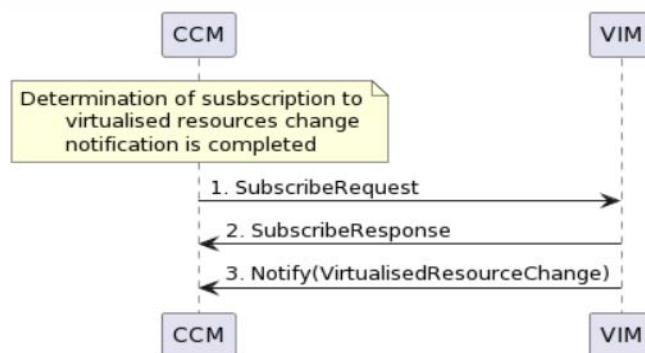 CCM
VIM
Determination of susbscription to
virtualised resources change
notification is completed
1. SubscribeRequest
2. SubscribeResponse
3. Notify(VirtualisedResourceChange)
CCM
VIM